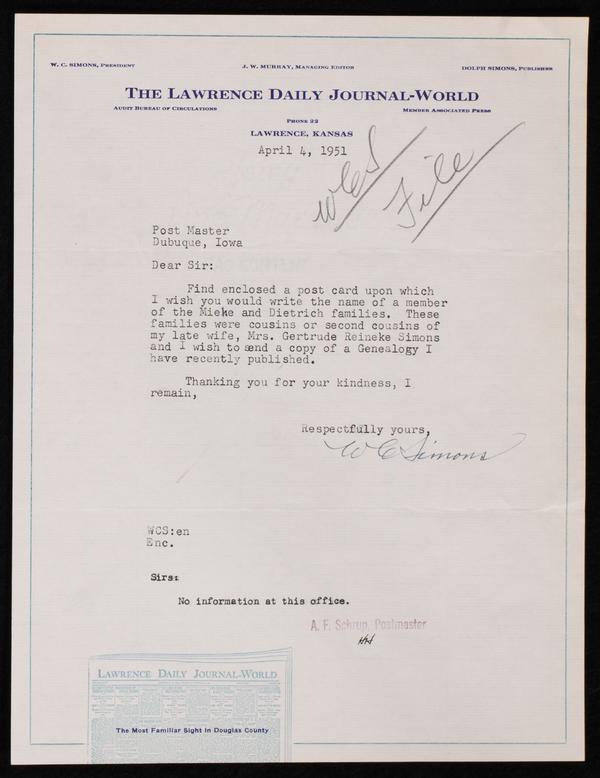 W. C. Simons, President
J. W. Murray, Managing Editor
Dolph Simons, Publisher
The Lawrence Daily Journal-World
Audit Bureau of Circulations
Member Associated Press
Phone 22
Lawrence, Kansas
April 4, 1951
WCS
File
Post Master
Dubuque, Iowa
Dear Sir:
Find enclosed a post card upon which
I wish you would write the name of a member
of the Mieke and Dietrich families. These
families were cousins or second cousins of
my late wife, Mrs. Gertrude Reineke Simons
and I wish to send a copy of a Genealogy I
have recently published.
Thanking you for your kindness, I
remain,
Respectfully yours,
W C Simons
WCS:en
Enc.
Sirs:
No information at this office.
A. F. Schrup, Postmaster
HH
Lawrence Daily Journal-World
The Most Familiar Sight in Douglas County